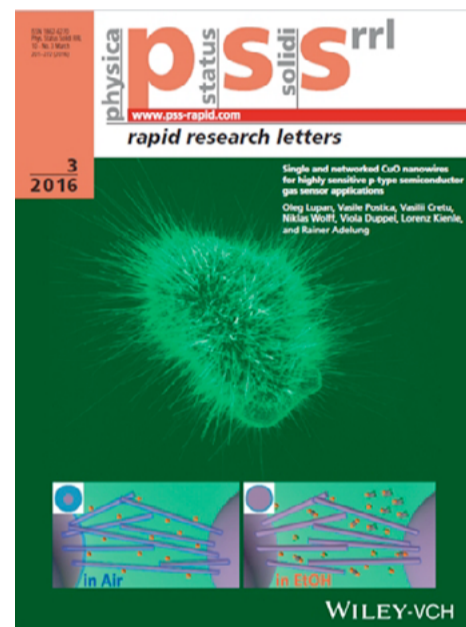 physica
pss
status
solidi
rrl
www.pss-rapid.com
rapid research letters
3
2016
Single and networked CuO nanowires
for highly sensitive p-type semiconductor
gas sensor applications
Oleg Lupan, Vasile Postica, Vasilii Cretu,
Niklas Wolff, Viola Duppel, Lorenz Kienle,
and Rainer Adelung
in Air
in EtOH
WILEY-VCH